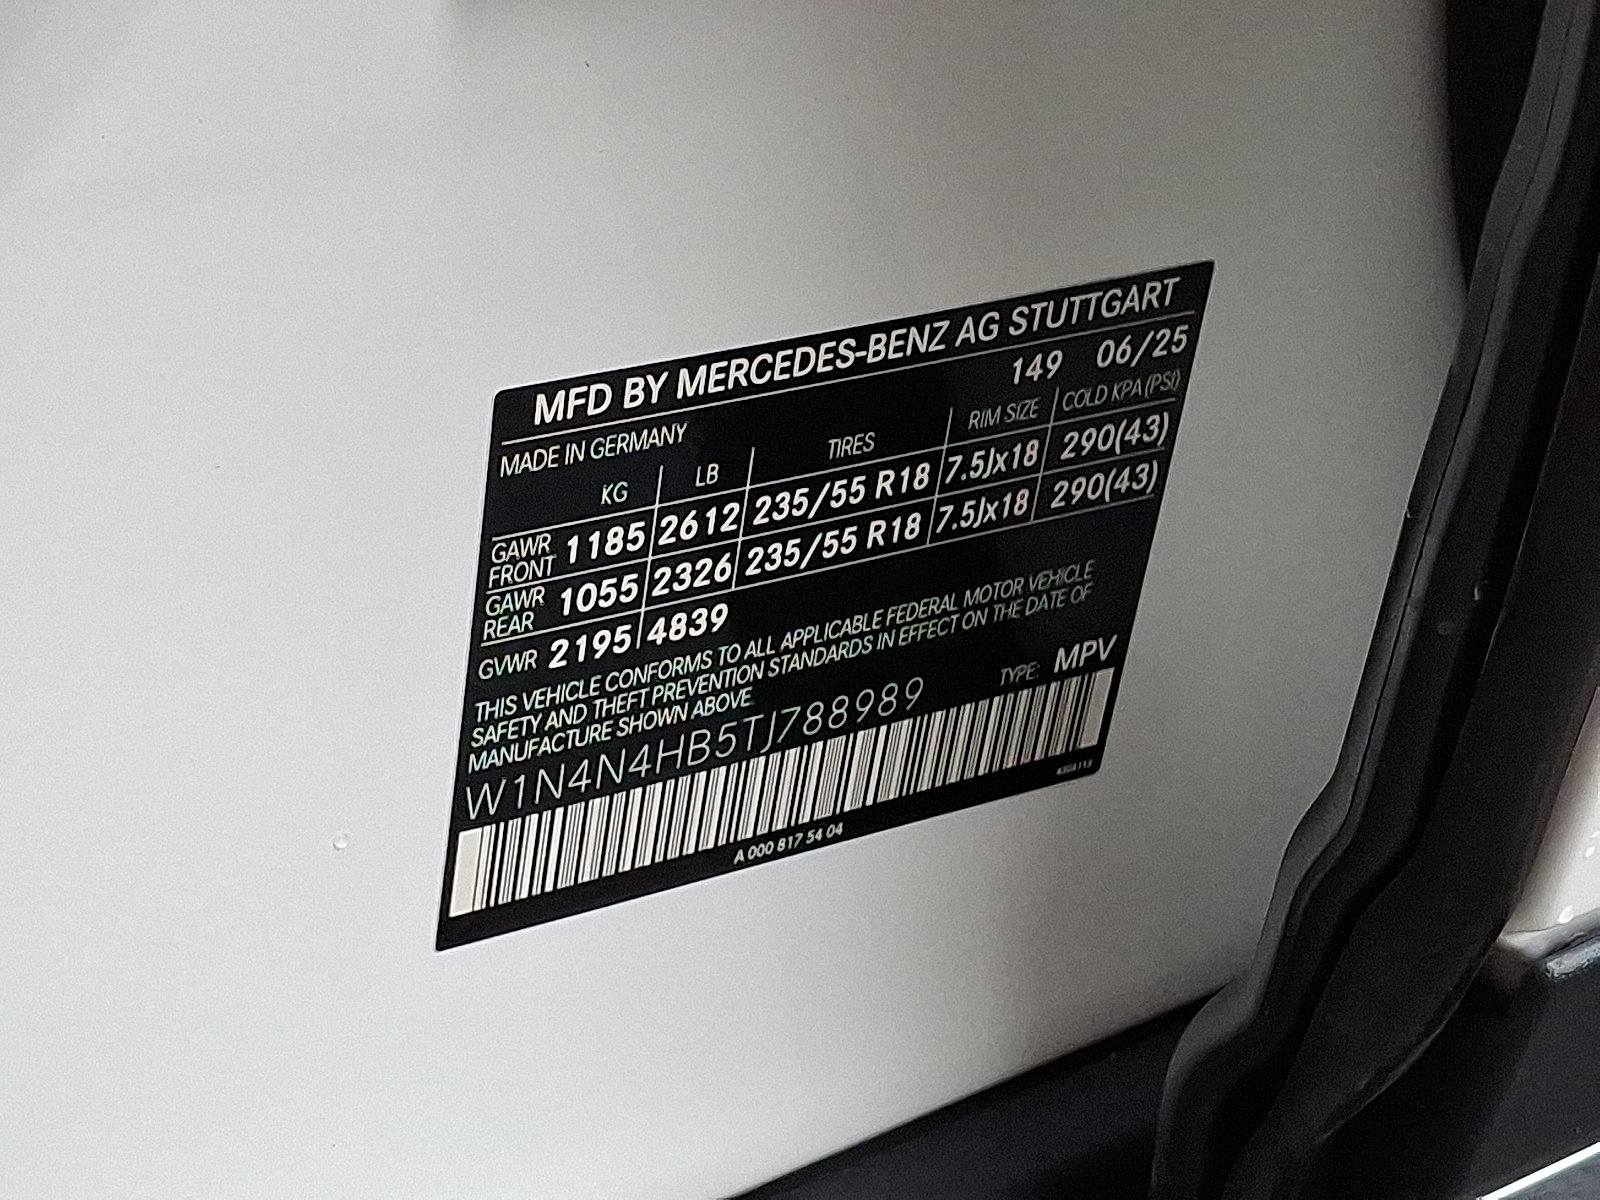 MFD BY MERCEDES-BENZ AG STUTTGART
MADE IN GERMANY 149 06/25
KG LB TIRES RIM SIZE COLD KPA (PSI)
GAWR FRONT 1185 2612 235/55 R18 7.5Jx18 290(43)
GAWR REAR 1055 2326 235/55 R18 7.5Jx18 290(43)
GVWR 2195 4839
THIS VEHICLE CONFORMS TO ALL APPLICABLE FEDERAL MOTOR VEHICLE
SAFETY AND THEFT PREVENTION STANDARDS IN EFFECT ON THE DATE OF
MANUFACTURE SHOWN ABOVE.
W1N4N4HB5TJ788989 TYPE: MPV
A 000 817 54 04